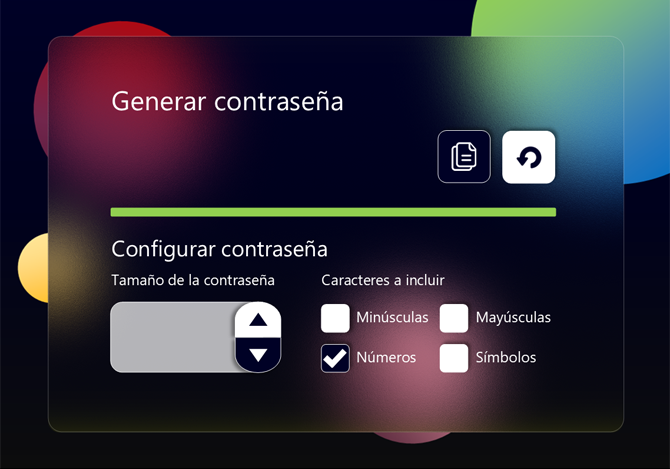 Generar contraseña
Configurar contraseña
Tamaño de la contraseña
Caracteres a incluir
Minúsculas
Mayúsculas
Números
Símbolos